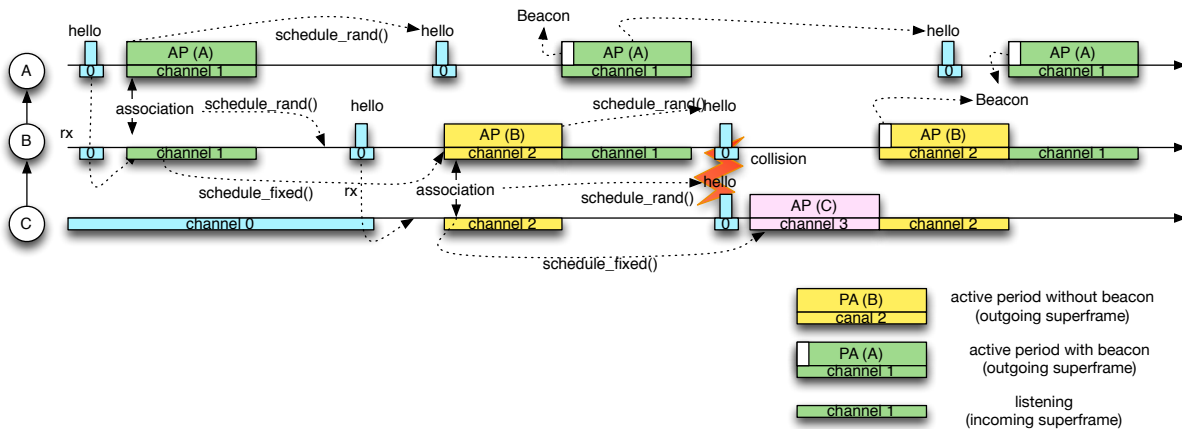 Beacon
hello
schedule_rand()
hello
hello
AP (A)
AP (A)
AP (A)
A
0
channel 1
0
channel 1
0
channel 1
association
schedule_rand()
hello
schedule_rand()
hello
Beacon
rx
AP (B)
AP (B)
B
0
channel 1
0
channel 2
channel 1
0
channel 2
channel 1
collision
schedule_fixed()
rx
association
hello
schedule_rand()
AP (C)
C
channel 0
channel 2
0
channel 3
channel 2
schedule_fixed()
PA (B)
canal 2
active period without beacon
(outgoing superframe)
PA (A)
channel 1
active period with beacon
(outgoing superframe)
channel 1
listening
(incoming superframe)